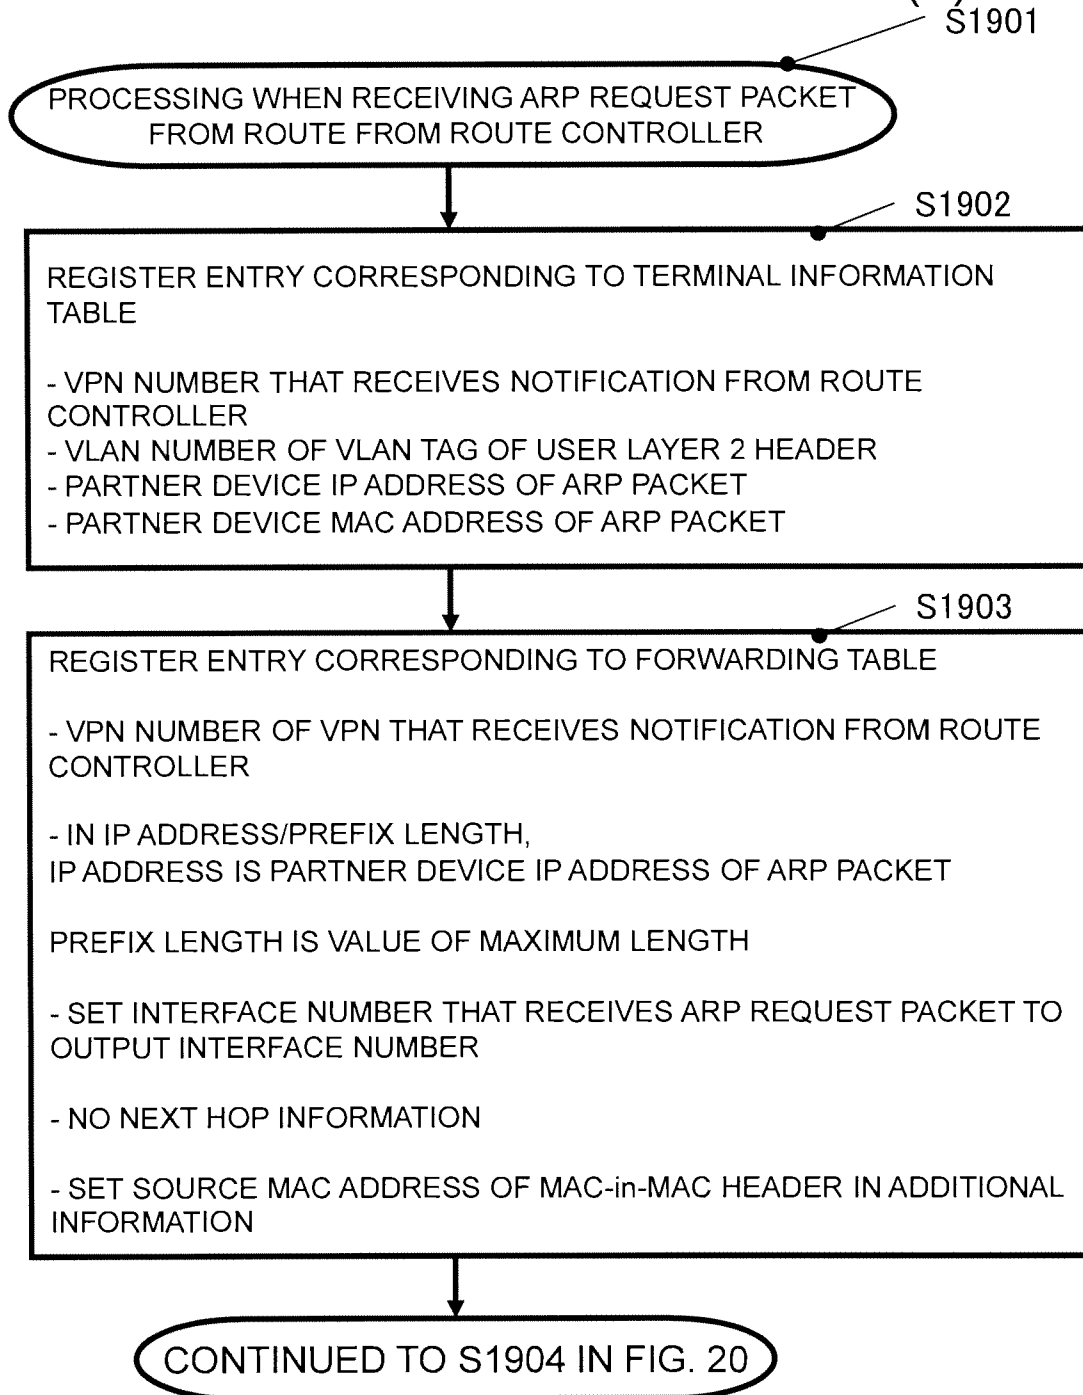 S1901
PROCESSING WHEN RECEIVING ARP REQUEST PACKET
FROM ROUTE FROM ROUTE CONTROLLER
S1902
REGISTER ENTRY CORRESPONDING TO TERMINAL INFORMATION
TABLE
- VPN NUMBER THAT RECEIVES NOTIFICATION FROM ROUTE
CONTROLLER
- VLAN NUMBER OF VLAN TAG OF USER LAYER 2 HEADER
- PARTNER DEVICE IP ADDRESS OF ARP PACKET
- PARTNER DEVICE MAC ADDRESS OF ARP PACKET
S1903
REGISTER ENTRY CORRESPONDING TO FORWARDING TABLE
- VPN NUMBER OF VPN THAT RECEIVES NOTIFICATION FROM ROUTE
CONTROLLER
- IN IP ADDRESS/PREFIX LENGTH,
IP ADDRESS IS PARTNER DEVICE IP ADDRESS OF ARP PACKET
PREFIX LENGTH IS VALUE OF MAXIMUM LENGTH
- SET INTERFACE NUMBER THAT RECEIVES ARP REQUEST PACKET TO
OUTPUT INTERFACE NUMBER
- NO NEXT HOP INFORMATION
- SET SOURCE MAC ADDRESS OF MAC-in-MAC HEADER IN ADDITIONAL
INFORMATION
CONTINUED TO S1904 IN FIG. 20